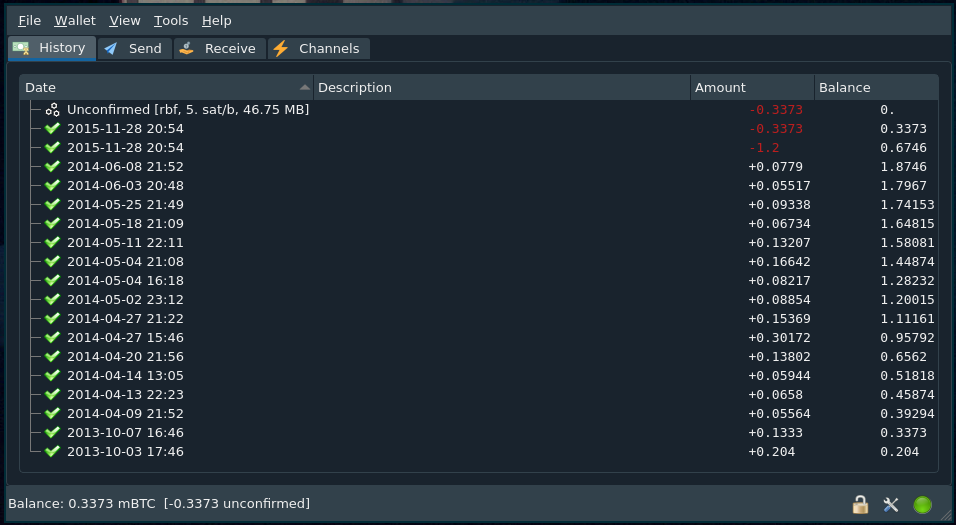 File Wallet View Tools Help
History Send Receive Channels
Date Description Amount Balance
Unconfirmed [rbf, 5. sat/b, 46.75 MB] -0.3373 0.
2015-11-28 20:54 -0.3373 0.3373
2015-11-28 20:54 -1.2 0.6746
2014-06-08 21:52 +0.0779 1.8746
2014-06-03 20:48 +0.05517 1.7967
2014-05-25 21:49 +0.09338 1.74153
2014-05-18 21:09 +0.06734 1.64815
2014-05-11 22:11 +0.13207 1.58081
2014-05-04 21:08 +0.16642 1.44874
2014-05-04 16:18 +0.08217 1.28232
2014-05-02 23:12 +0.08854 1.20015
2014-04-27 21:22 +0.15369 1.11161
2014-04-27 15:46 +0.30172 0.95792
2014-04-20 21:56 +0.13802 0.6562
2014-04-14 13:05 +0.05944 0.51818
2014-04-13 22:23 +0.0658 0.45874
2014-04-09 21:52 +0.05564 0.39294
2013-10-07 16:46 +0.1333 0.3373
2013-10-03 17:46 +0.204 0.204
Balance: 0.3373 mBTC [-0.3373 unconfirmed]